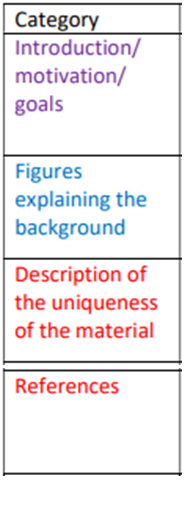 Category
Introduction/
motivation/
goals
Figures
explaining the
background
Description of
the uniqueness
of the material
References